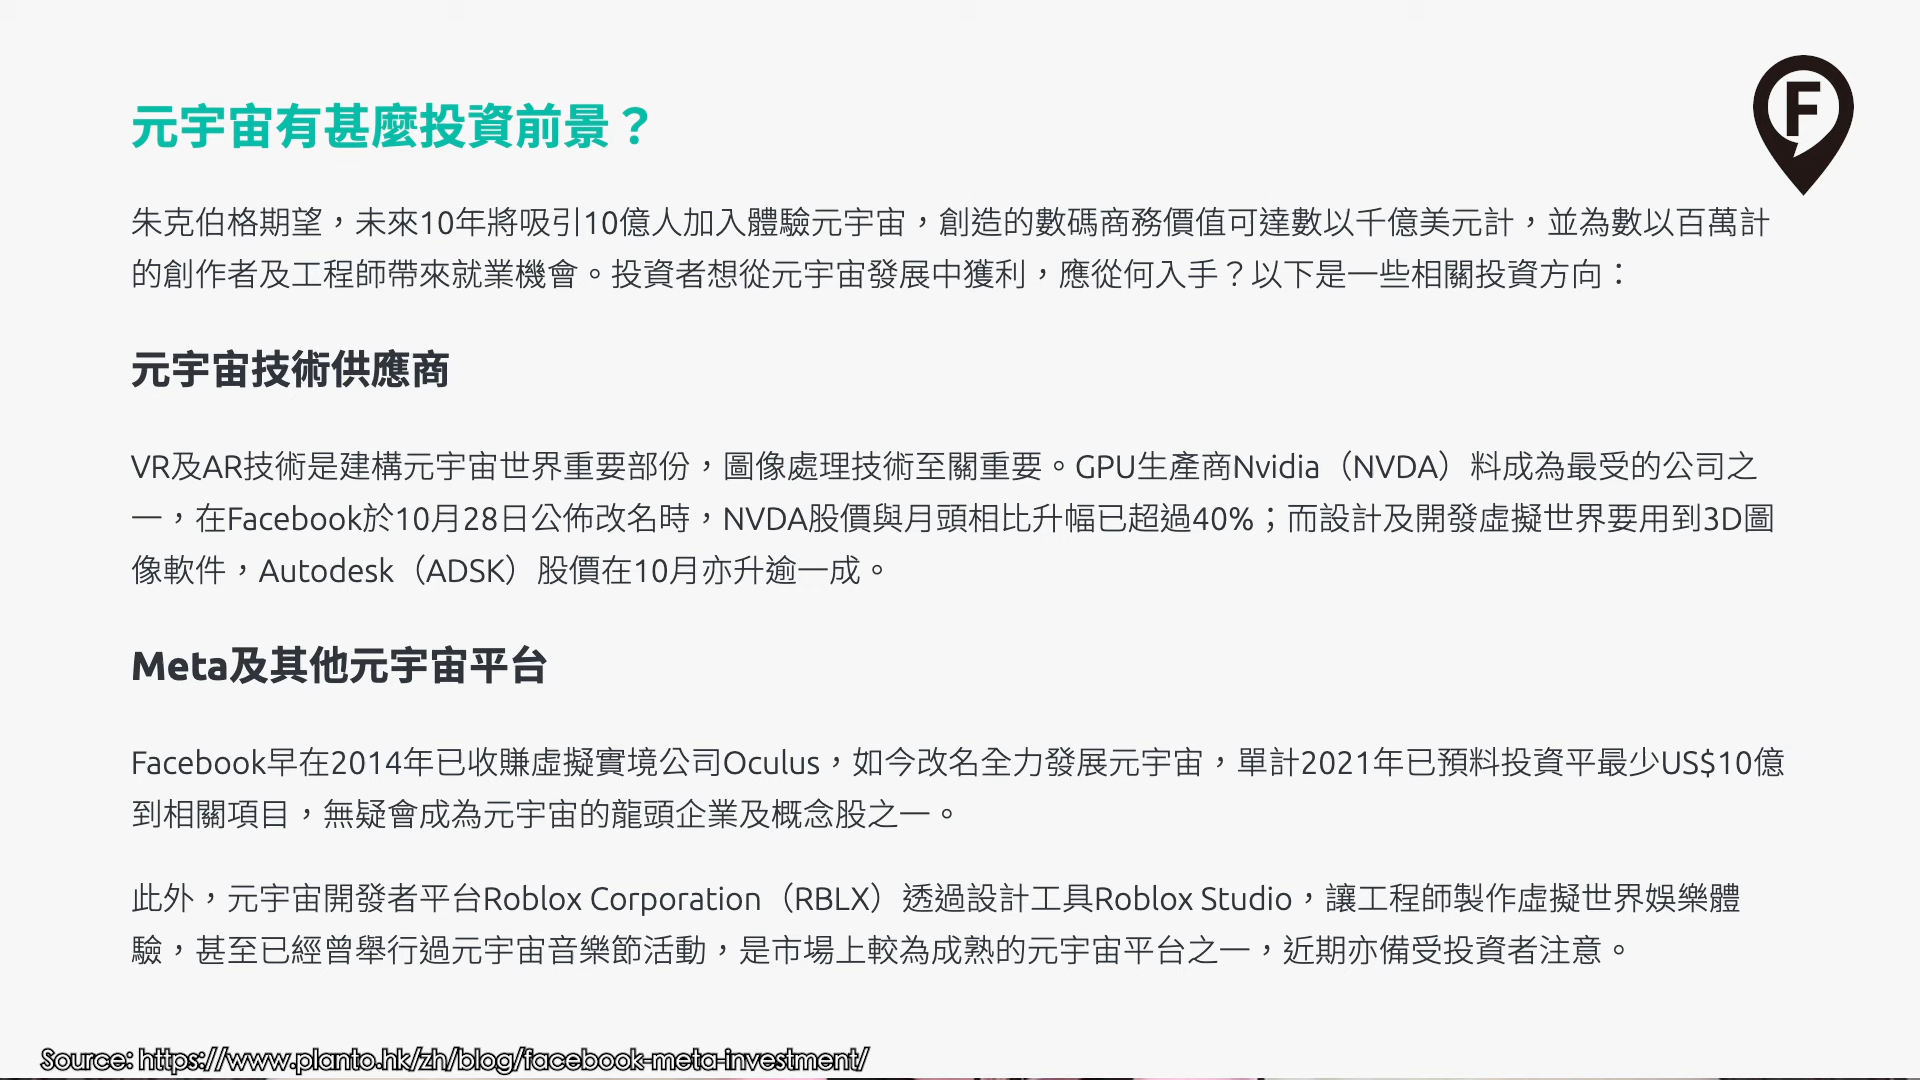 元宇宙有甚麼投資前景？
F
朱克伯格期望，未來10年將吸引10億人加入體驗元宇宙，創造的數碼商務價值可達數以千億美元計，並為數以百萬計
的創作者及工程師帶來就業機會。投資者想從元宇宙發展中獲利，應從何入手？以下是一些相關投資方向：
元宇宙技術供應商
VR及AR技術是建構元宇宙世界重要部份，圖像處理技術至關重要。GPU生產商Nvidia（NVDA）料成為最受的公司之
一，在Facebook於10月28日公佈改名時，NVDA股價與月頭相比升幅已超過40%；而設計及開發虛擬世界要用到3D圖
像軟件，Autodesk（ADSK）股價在10月亦升逾一成。
Meta及其他元宇宙平台
Facebook早在2014年已收購虛擬實境公司Oculus，如今改名全力發展元宇宙，單計2021年已預料投資平最少US$10億
到相關項目，無疑會成為元宇宙的龍頭企業及概念股之一。
此外，元宇宙開發者平台Roblox Corporation（RBLX）透過設計工具Roblox Studio，讓工程師製作虛擬世界娛樂體
驗，甚至已經曾舉行過元宇宙音樂節活動，是市場上較為成熟的元宇宙平台之一，近期亦備受投資者注意。
Source: https://www.planto.hk/zh/blog/facebook-meta-investment/